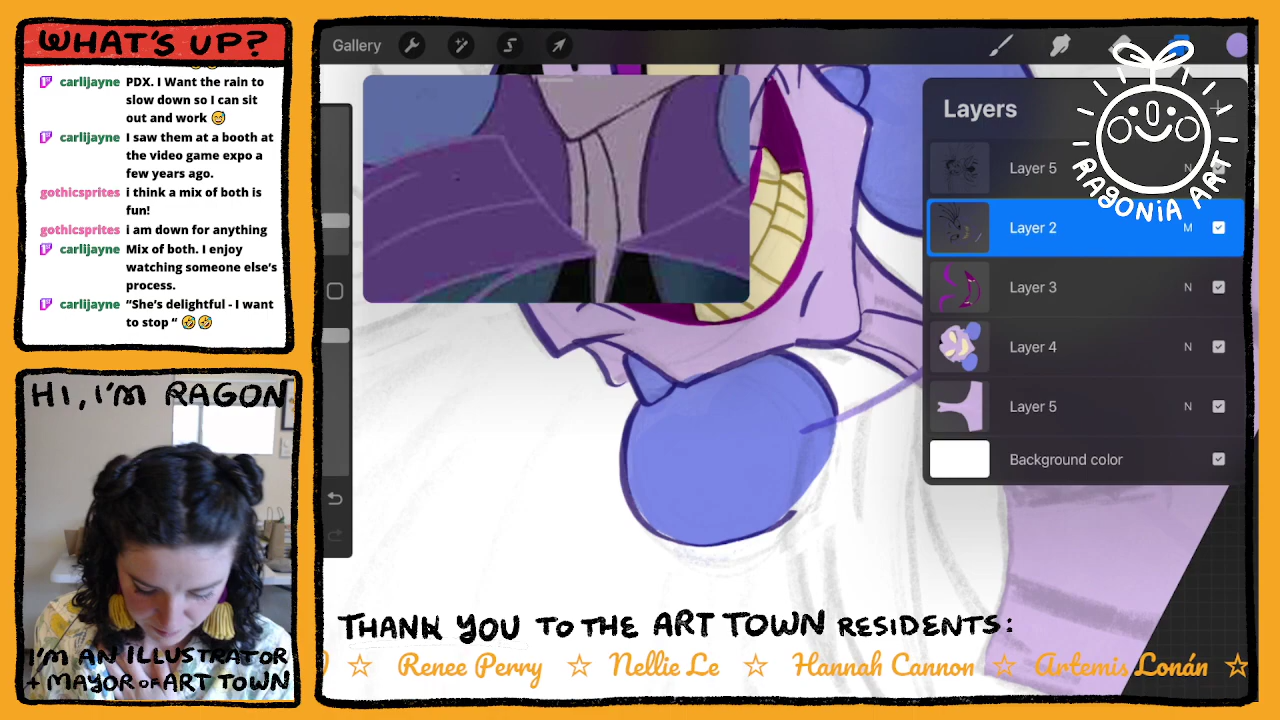 WHAT'S UP?
carlijayne PDX. I Want the rain to
slow down so I can sit
out and work 😅
carlijayne I saw them at a booth at
the video game expo a
few years ago.
gothicsprites i think a mix of both is
fun!
gothicsprites i am down for anything
carlijayne Mix of both. I enjoy
watching someone else's
process.
carlijayne "She's delightful - I want
to stop " 🤣🤣
HI, I'M RAGON
I'M AN ILLUSTRATOR
+ MAYOR OF ART TOWN
Gallery
Layers
Layer 5 N
Layer 2 M
Layer 3 N
Layer 4 N
Layer 5 N
Background color
RAGONIA ART
THANK YOU TO THE ART TOWN RESIDENTS:
☆ Renee Perry ☆ Nellie Le ☆ Hannah Cannon ☆ Artemis Lonán ☆